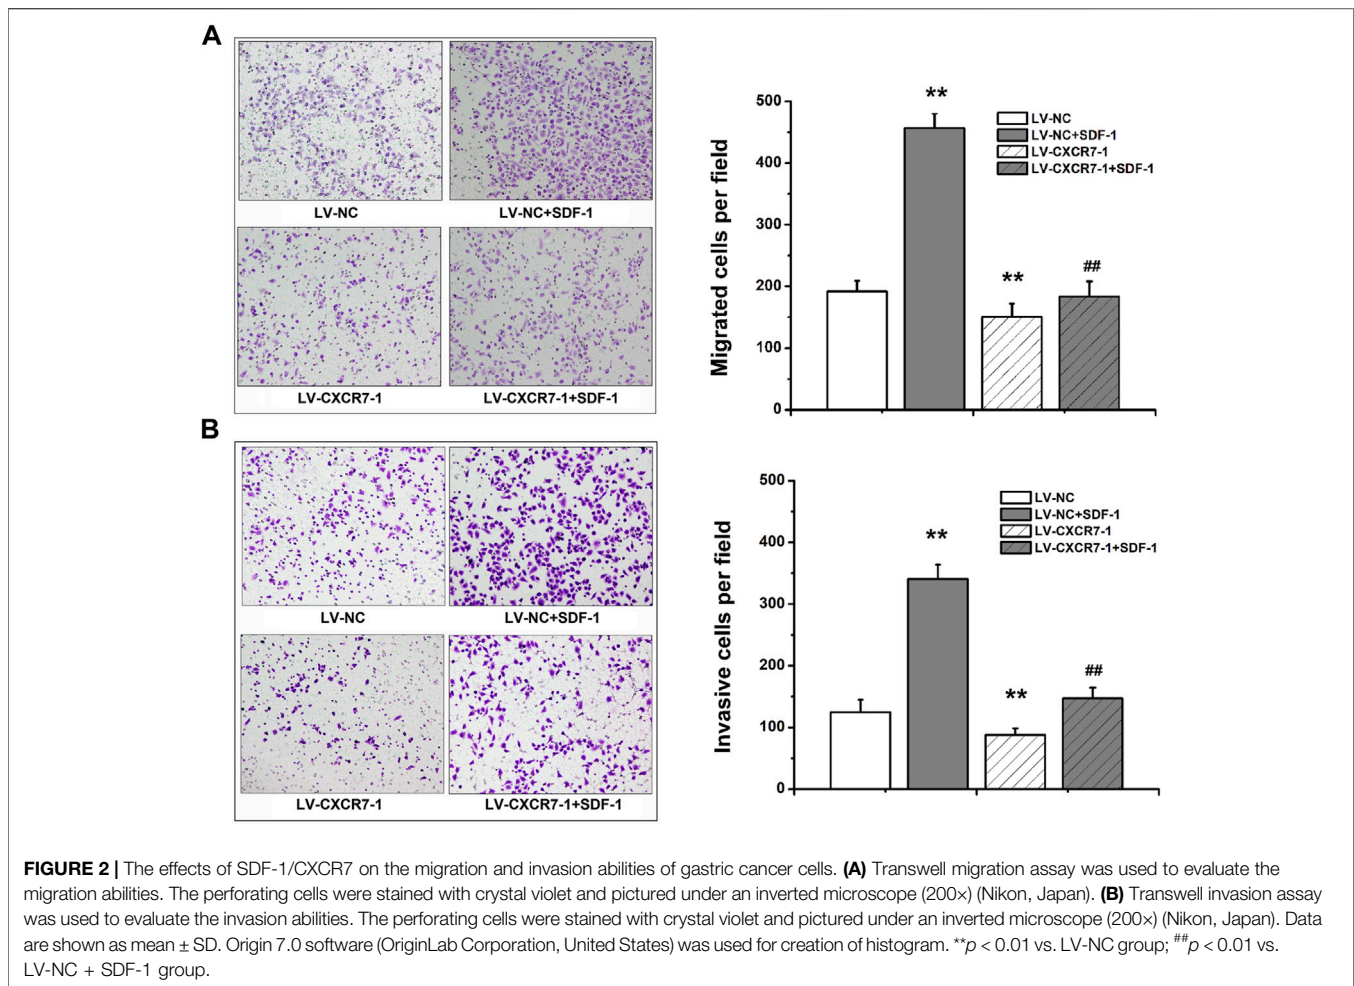 A
LV-NC
LV-NC+SDF-1
LV-CXCR7-1
LV-CXCR7-1+SDF-1
Migrated cells per field
500
400
300
200
100
0
**
**
##
LV-NC
LV-NC+SDF-1
LV-CXCR7-1
LV-CXCR7-1+SDF-1
B
LV-NC
LV-NC+SDF-1
LV-CXCR7-1
LV-CXCR7-1+SDF-1
Invasive cells per field
500
400
300
200
100
0
**
**
##
LV-NC
LV-NC+SDF-1
LV-CXCR7-1
LV-CXCR7-1+SDF-1
FIGURE 2 | The effects of SDF-1/CXCR7 on the migration and invasion abilities of gastric cancer cells. (A) Transwell migration assay was used to evaluate the
migration abilities. The perforating cells were stained with crystal violet and pictured under an inverted microscope (200×) (Nikon, Japan). (B) Transwell invasion assay
was used to evaluate the invasion abilities. The perforating cells were stained with crystal violet and pictured under an inverted microscope (200×) (Nikon, Japan). Data
are shown as mean ± SD. Origin 7.0 software (OriginLab Corporation, United States) was used for creation of histogram. **p < 0.01 vs. LV-NC group; ##p < 0.01 vs.
LV-NC + SDF-1 group.